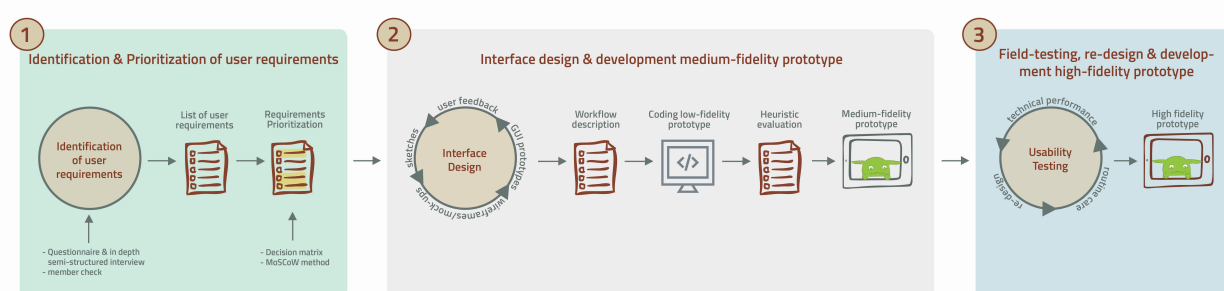 1
Identification & Prioritization of user requirements
Identification
of user
requirements
List of user
requirements
Requirements
Prioritization
- Questionnaire & in depth
semi-structured interview
- member check
- Decision matrix
- MoSCoW method
2
Interface design & development medium-fidelity prototype
user feedback
GUI prototypes
wireframes/mock-ups
sketches
Interface
Design
Workflow
description
Coding low-fidelity
prototype
</>
Heuristic
evaluation
Medium-fidelity
prototype
3
Field-testing, re-design & develop-
ment high-fidelity prototype
technical performance
routine care
re-design
Usability
Testing
High fidelity
prototype